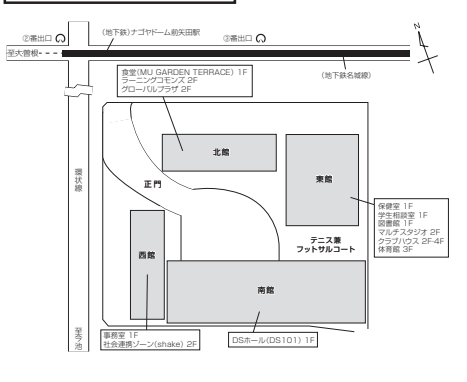 (地下鉄)ナゴヤドーム前矢田駅
②番出口
③番出口
N
至大曽根
(地下鉄名城線)
食堂(MU GARDEN TERRACE) 1F
ラーニングコモンズ 2F
グローバルプラザ 2F
北館
東館
環状線
正門
保健室 1F
学生相談室 1F
図書館 1F
マルチスタジオ 2F
クラブハウス 2F-4F
体育館 3F
テニス兼
フットサルコート
西館
南館
至今池
事務室 1F
社会連携ゾーン(shake) 2F
DSホール(DS101) 1F